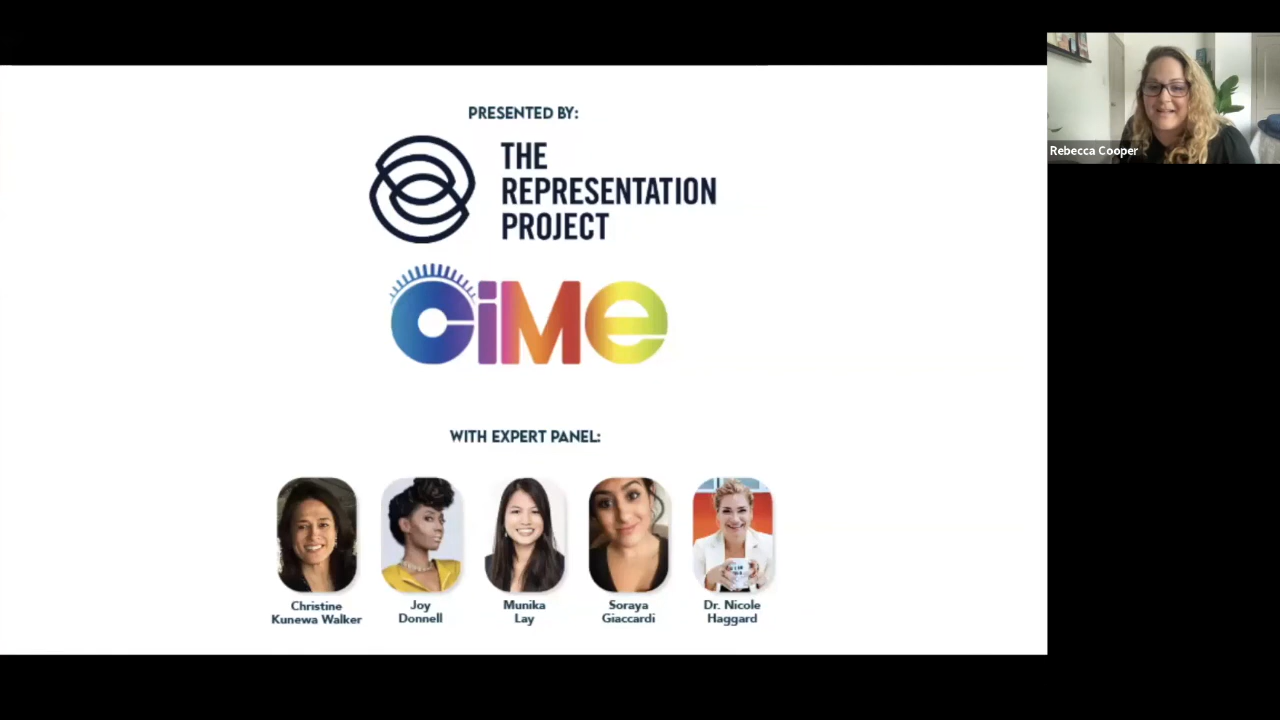 PRESENTED BY:
THE
REPRESENTATION
PROJECT
CiMe
WITH EXPERT PANEL:
Christine
Kunewa Walker
Joy
Donnell
Munika
Lay
Soraya
Giaccardi
Dr. Nicole
Haggard
Rebecca Cooper